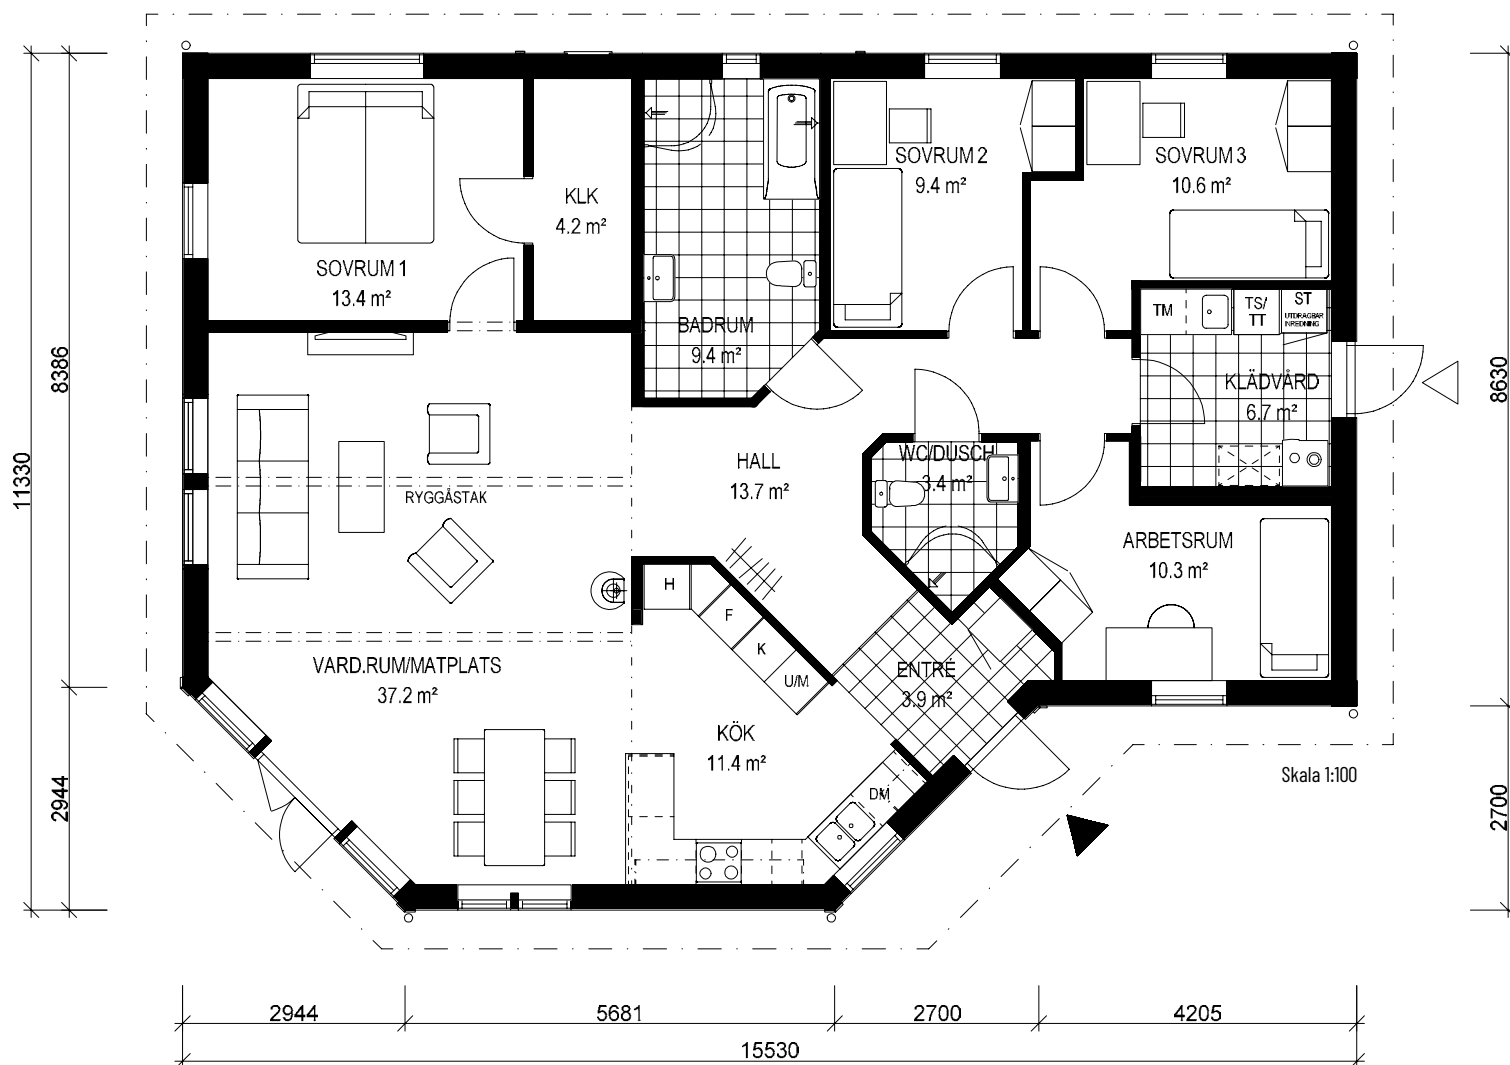 SOVRUM 1
13.4 m²
KLK
4.2 m²
BADRUM
9.4 m²
SOVRUM 2
9.4 m²
SOVRUM 3
10.6 m²
TM
TS/
TT
ST
UTDRAGBAR
INREDNING
KLÄDVÅRD
6.7 m²
HALL
13.7 m²
WC/DUSCH
3.4 m²
RYGGÅSTAK
ARBETSRUM
10.3 m²
H
F
K
U/M
VARD.RUM/MATPLATS
37.2 m²
ENTRÉ
3.9 m²
KÖK
11.4 m²
DM
Skala 1:100
11330
8386
2944
8630
2700
2944
5681
2700
4205
15530